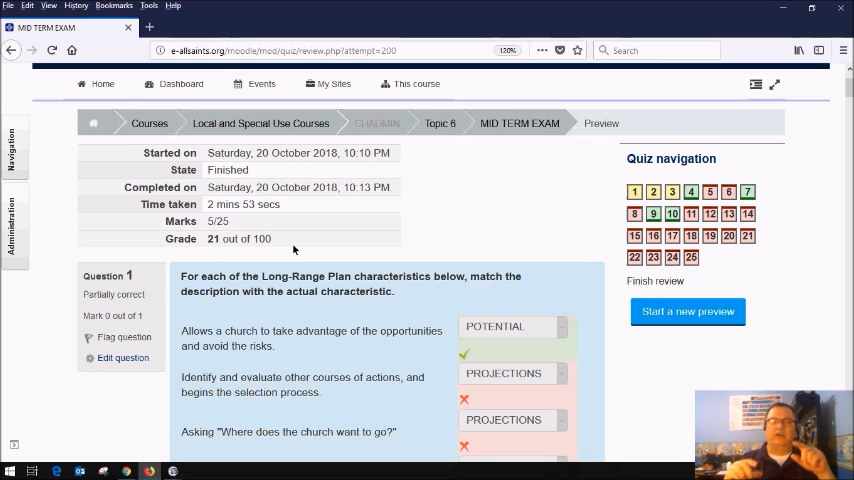 File Edit View History Bookmarks Tools Help
MID TERM EXAM
e-allsaints.org/moodle/mod/quiz/review.php?attempt=200 120% Search
Home Dashboard Events My Sites This course
Courses Local and Special Use Courses CHADMIN Topic 6 MID TERM EXAM Preview
Navigation
Administration
Started on Saturday, 20 October 2018, 10:10 PM
State Finished
Completed on Saturday, 20 October 2018, 10:13 PM
Time taken 2 mins 53 secs
Marks 5/25
Grade 21 out of 100
Quiz navigation
1 2 3 4 5 6 7
8 9 10 11 12 13 14
15 16 17 18 19 20 21
22 23 24 25
Finish review
Start a new preview
Question 1
Partially correct
Mark 0 out of 1
Flag question
Edit question
For each of the Long-Range Plan characteristics below, match the
description with the actual characteristic.
Allows a church to take advantage of the opportunities
and avoid the risks.
POTENTIAL
Identify and evaluate other courses of actions, and
begins the selection process.
PROJECTIONS
Asking "Where does the church want to go?"
PROJECTIONS